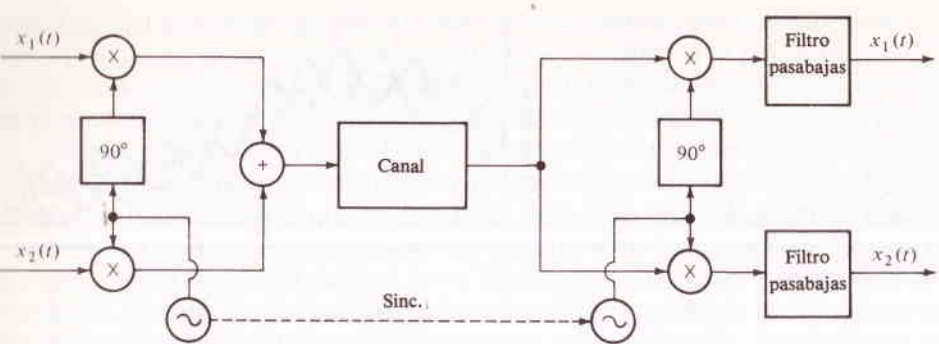 x₁(t)
×
90°
×
x₂(t)
+
Canal
Sinc.
×
90°
×
Filtro
pasabajas
x₁(t)
Filtro
pasabajas
x₂(t)